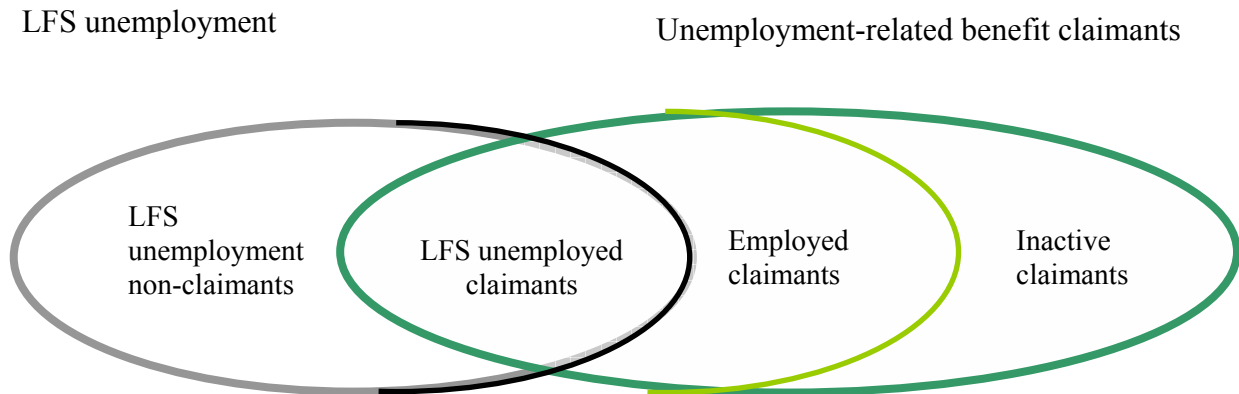 LFS unemployment
Unemployment-related benefit claimants
LFS
unemployment
non-claimants
LFS unemployed
claimants
Employed
claimants
Inactive
claimants